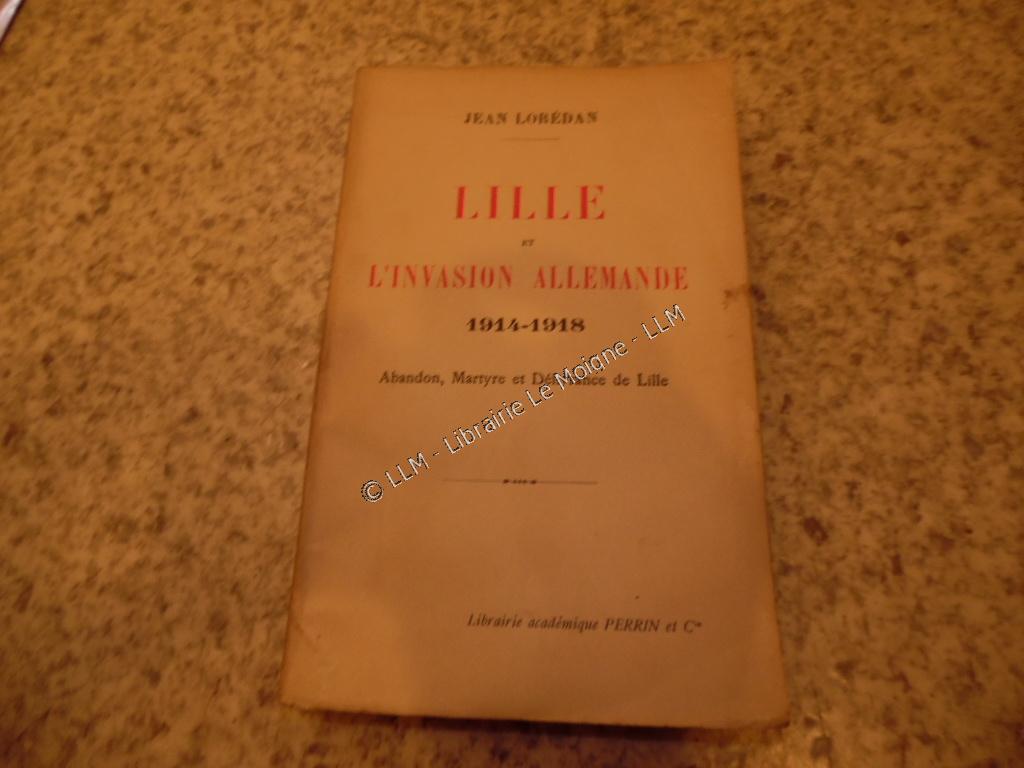 JEAN LORÉDAN
LILLE
ET
L'INVASION ALLEMANDE
1914-1918
Abandon, Martyre et de Lille
© LLM - Librairie Le Moigne - LLM
Librairie académique PERRIN et Cie